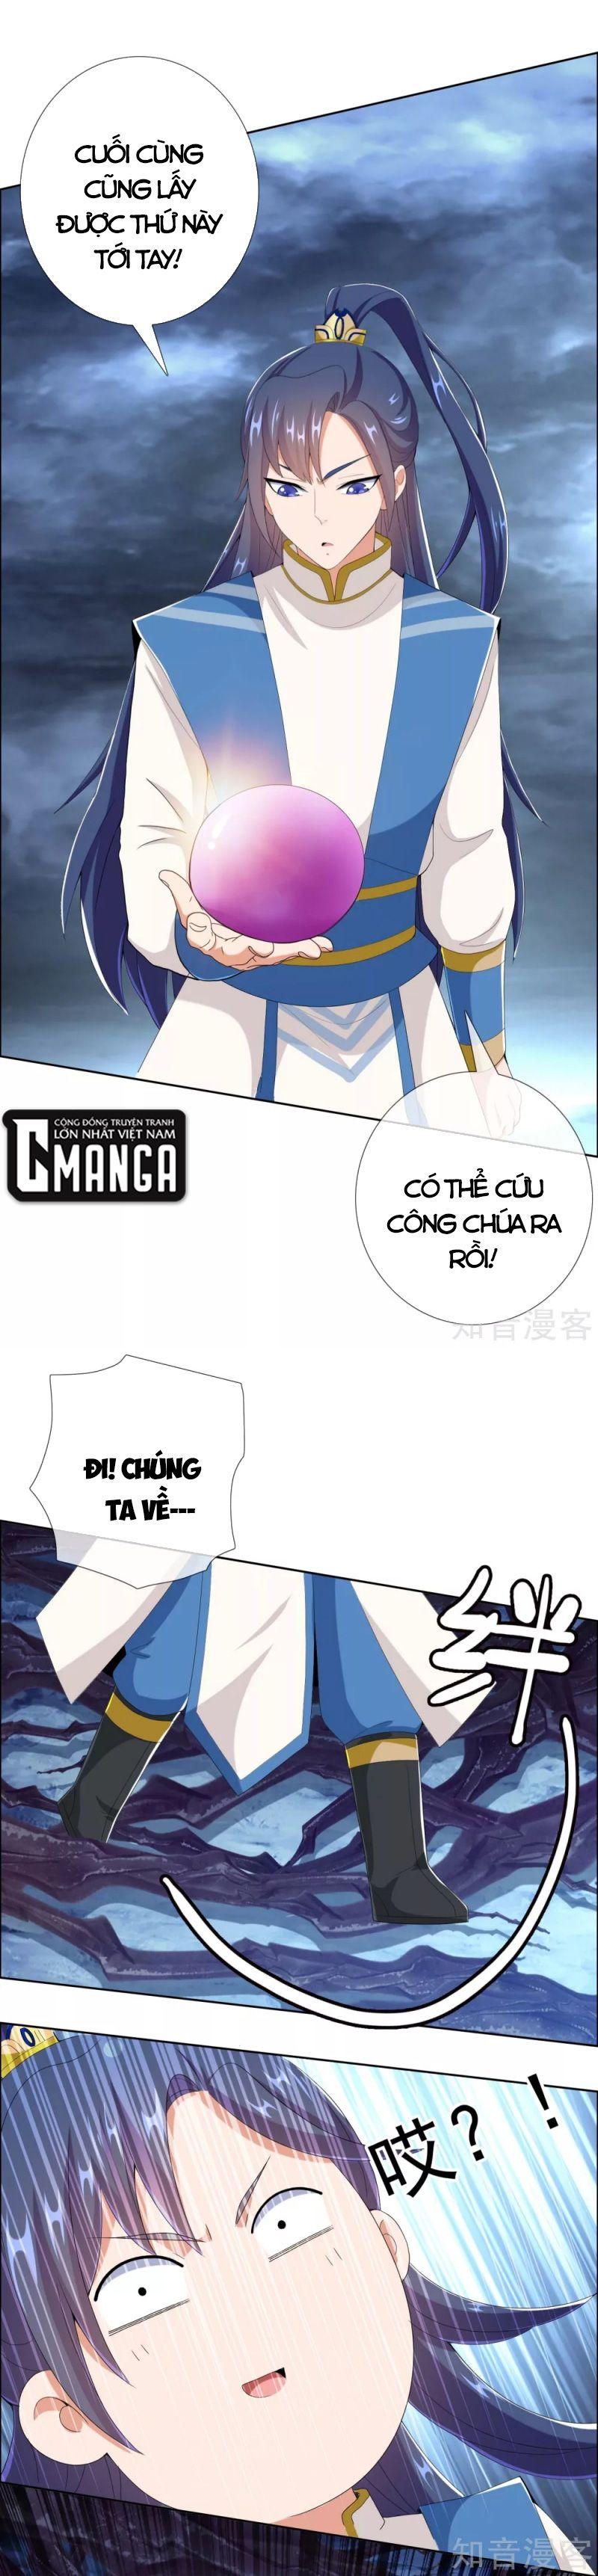 CUỐI CÙNG
CŨNG LẤY
ĐƯỢC THỨ NÀY
TỚI TAY!
CỘNG ĐỒNG TRUYỆN TRANH
LỚN NHẤT VIỆT NAM
CMANGA
CÓ THỂ CỨU
CÔNG CHÚA RA
RỒI!
知音漫客
ĐI! CHÚNG
TA VỀ---
绊
哎?!
知音漫客